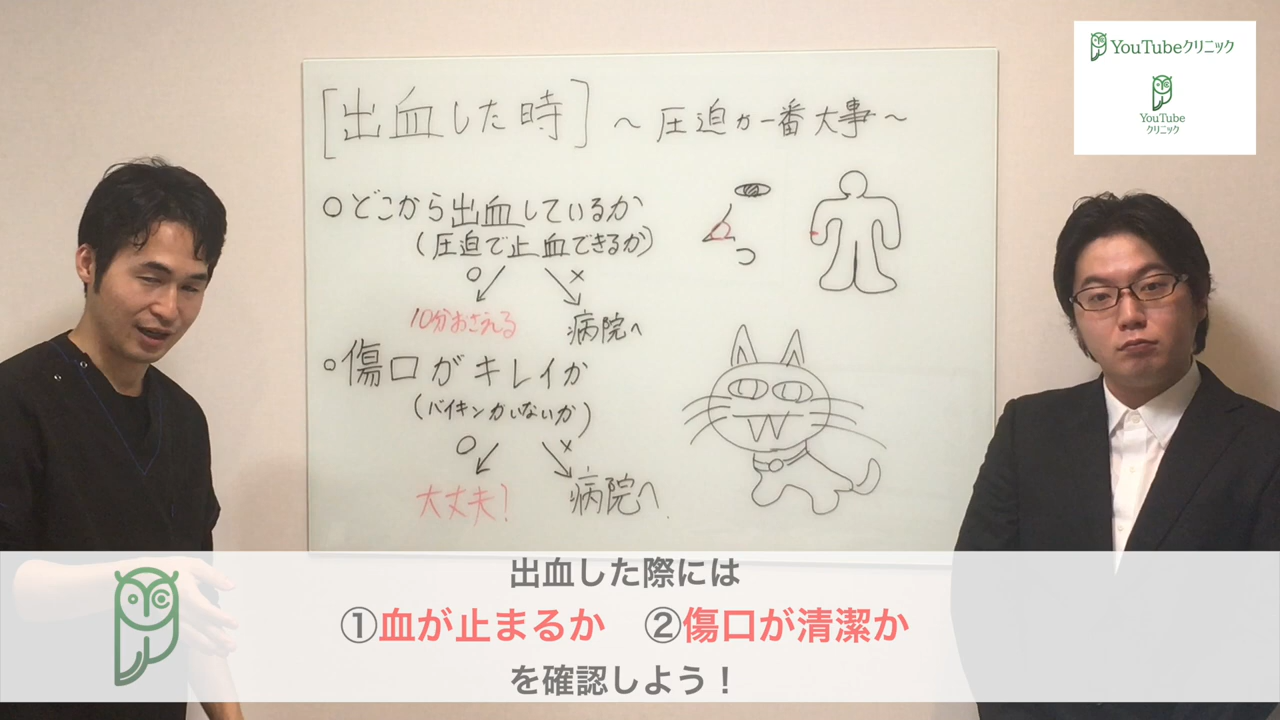 YouTubeクリニック
YouTube
クリニック
[出血した時] ～圧迫が一番大事～
○どこから出血しているか
(圧迫で止血できるか)
○ ×
10分おさえる 病院へ
○傷口がキレイか
(バイキンがいないか)
○ ×
大丈夫! 病院へ
出血した際には
①血が止まるか ②傷口が清潔か
を確認しよう！